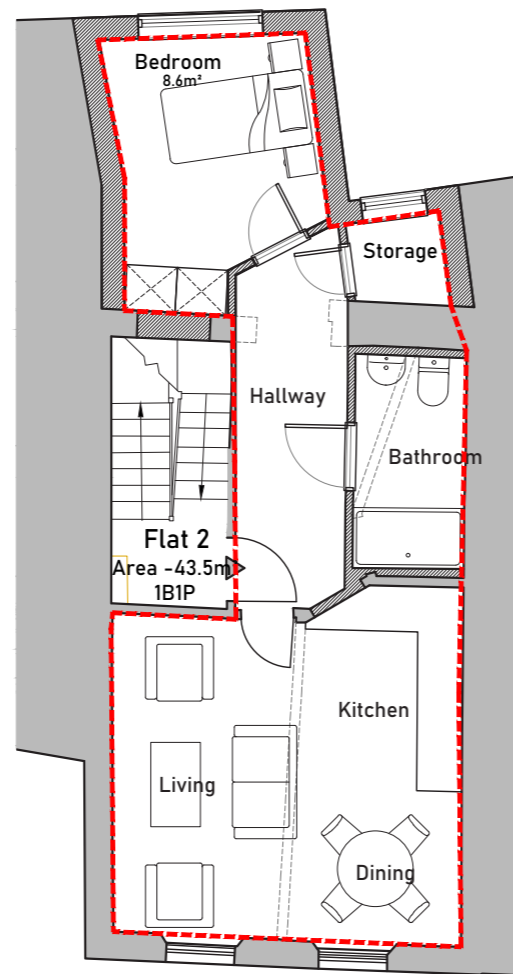 Bedroom
8.6m²
Storage
Hallway
Bathroom
Flat 2
Area -43.5m
1B1P
Kitchen
Living
Dining